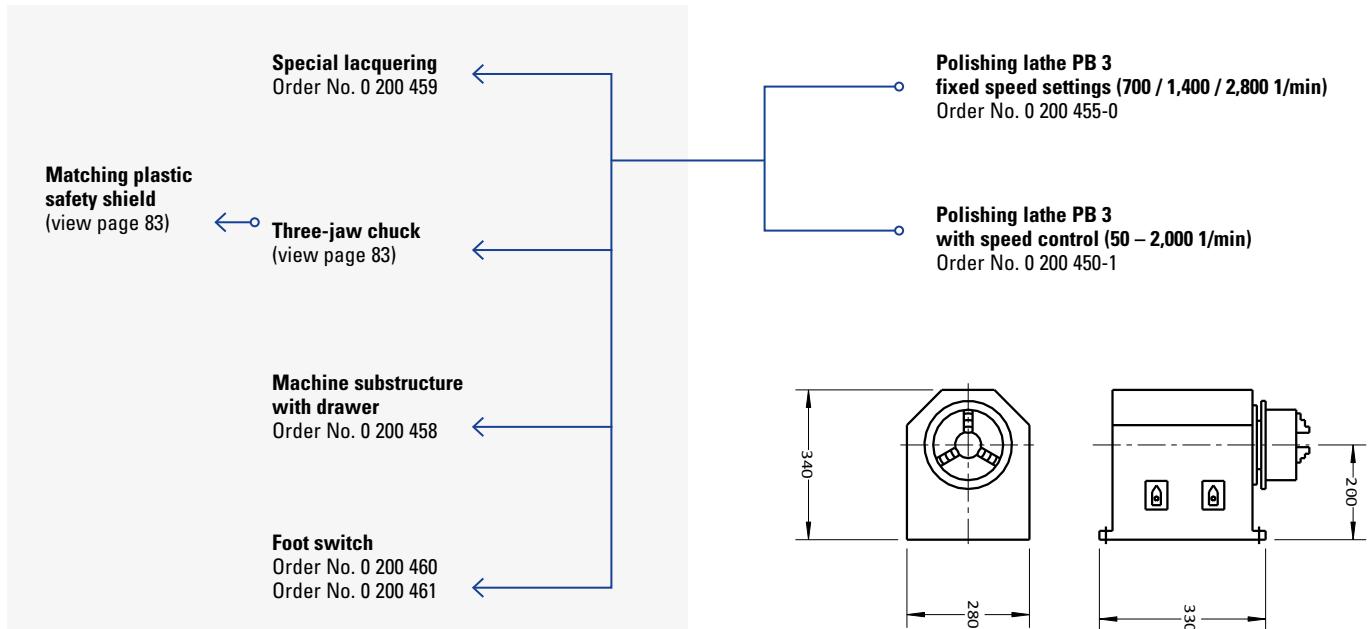 Special lacquering
Order No. 0 200 459
Matching plastic
safety shield
(view page 83)
Three-jaw chuck
(view page 83)
Machine substructure
with drawer
Order No. 0 200 458
Foot switch
Order No. 0 200 460
Order No. 0 200 461
Polishing lathe PB 3
fixed speed settings (700 / 1,400 / 2,800 1/min)
Order No. 0 200 455-0
Polishing lathe PB 3
with speed control (50 – 2,000 1/min)
Order No. 0 200 450-1
340
280
200
330